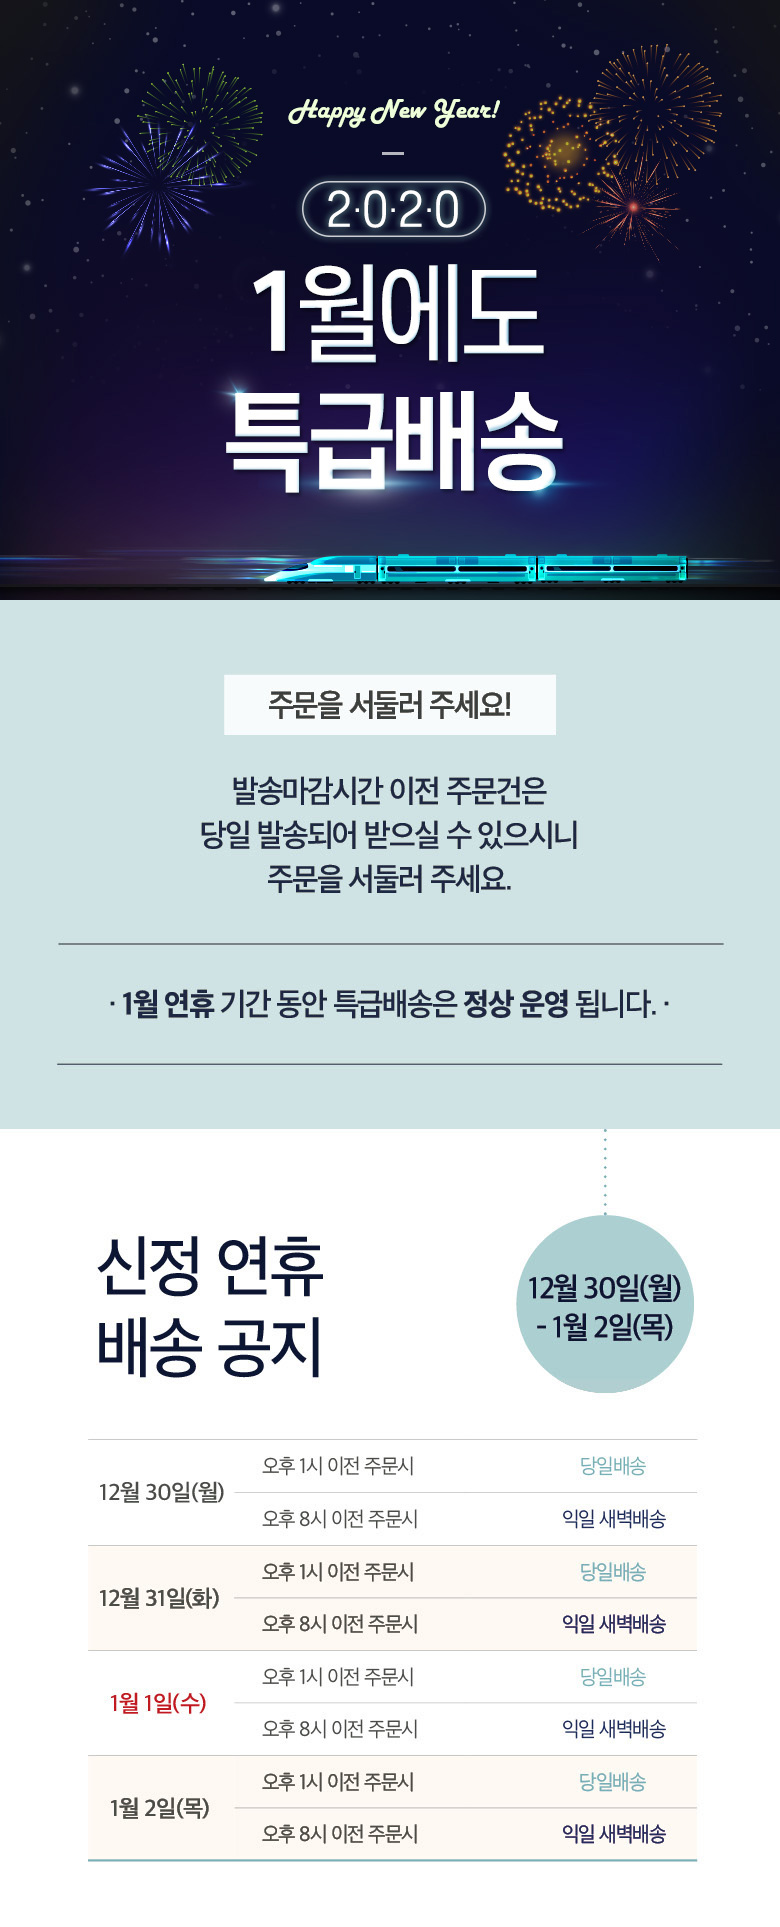 Happy New Year!
2·0·2·0
1월에도
특급배송
주문을 서둘러 주세요!
발송마감시간 이전 주문건은
당일 발송되어 받으실 수 있으시니
주문을 서둘러 주세요.
· 1월 연휴 기간 동안 특급배송은 정상 운영 됩니다. ·
신정 연휴
배송 공지
12월 30일(월)
- 1월 2일(목)
12월 30일(월)
오후 1시 이전 주문시 당일배송
오후 8시 이전 주문시 익일 새벽배송
12월 31일(화)
오후 1시 이전 주문시 당일배송
오후 8시 이전 주문시 익일 새벽배송
1월 1일(수)
오후 1시 이전 주문시 당일배송
오후 8시 이전 주문시 익일 새벽배송
1월 2일(목)
오후 1시 이전 주문시 당일배송
오후 8시 이전 주문시 익일 새벽배송